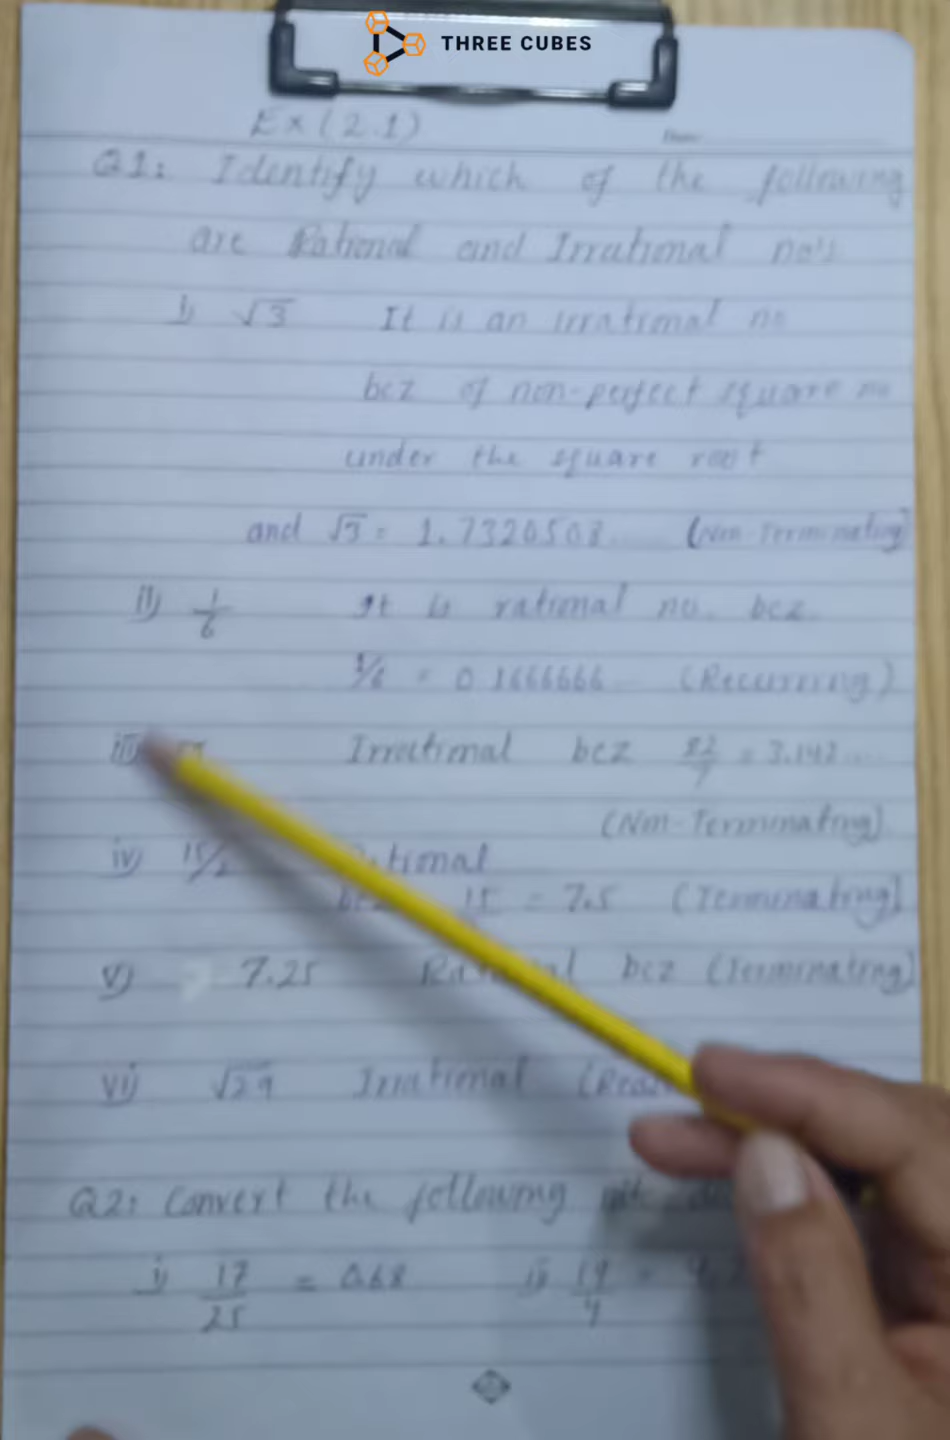 THREE CUBES
Ex (2.1)
Q1: Identify which of the following
are Rational and Irrational no's
i) √3 It is an irrational no
bcz of non-perfect square no
under the square root
and √3 = 1.7320508... (Non-Terminating)
ii) 1/6 It is rational no. bcz
1/6 = 0.1666666... (Recurring)
iii) Irrational bcz 22/7 = 3.142...
(Non-Terminating)
iv) 15/2
15 = 7.5 (Terminating)
v) 7.25 bcz (Terminating)
vi) √29 Irrational
Q2: Convert the following
i) 17/25 = 0.68 ii) 19/4 =